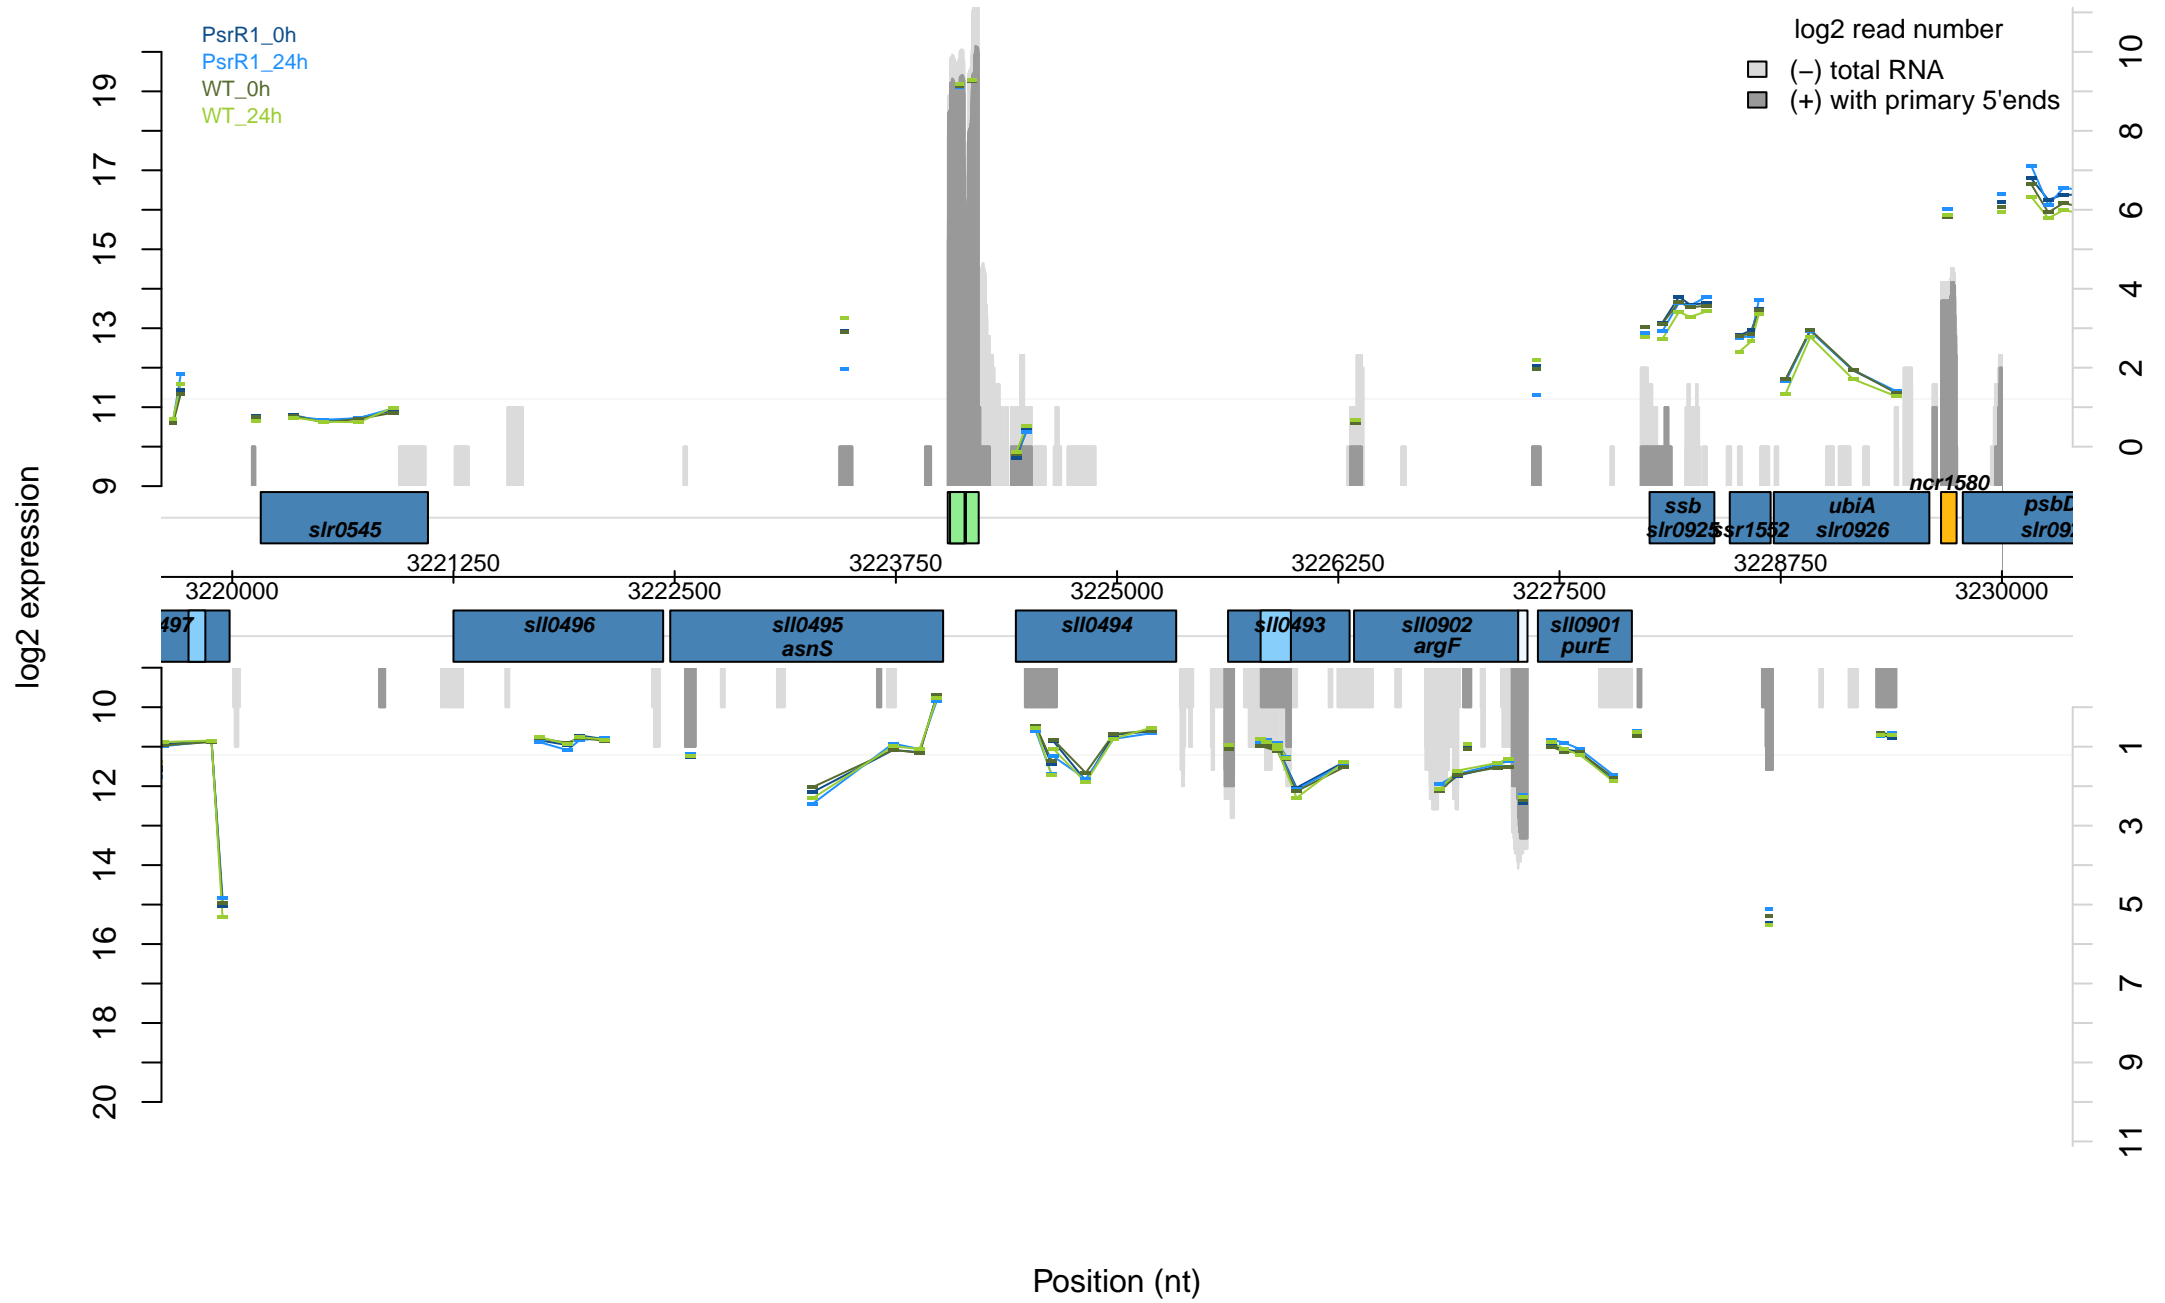 PsrR1_0h
PsrR1_24h
WT_0h
WT_24h
log2 read number
(−) total RNA
(+) with primary 5'ends
19
17
15
13
11
9
10
8
6
4
2
0
log2 expression
ncr1580
slr0545
ssb
slr0925
ssr1552
ubiA
slr0926
psbD
slr092
3221250
3223750
3226250
3228750
3220000
3222500
3225000
3227500
3230000
497
sll0496
sll0495
asnS
sll0494
sll0493
sll0902
argF
sll0901
purE
10
12
14
16
18
20
1
3
5
7
9
11
Position (nt)